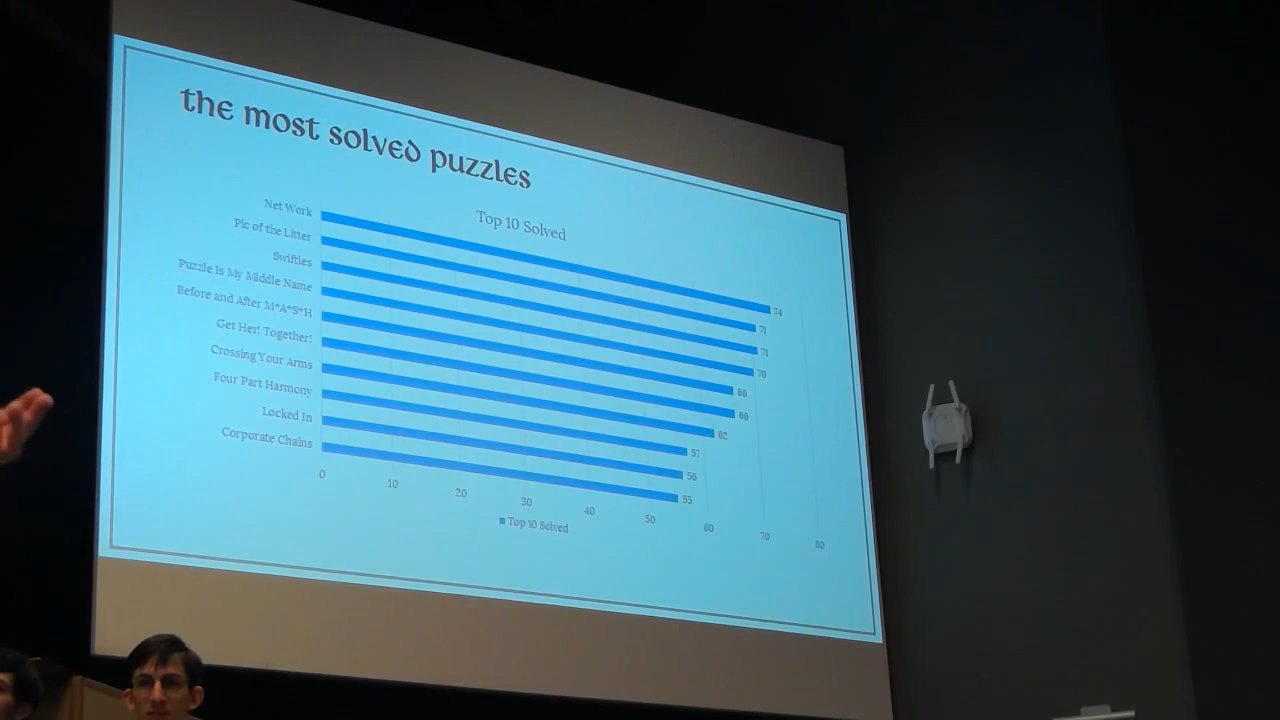 the most solved puzzles
Top 10 Solved
Net Work 74
Pic of the Litter 71
Swifties 71
Puzzle Is My Middle Name 70
Before and After M*A*S*H 66
Get Her! Together! 66
Crossing Your Arms 62
Four Part Harmony 57
Locked In 56
Corporate Chains 55
0 10 20 30 40 50 60 70 80
Top 10 Solved